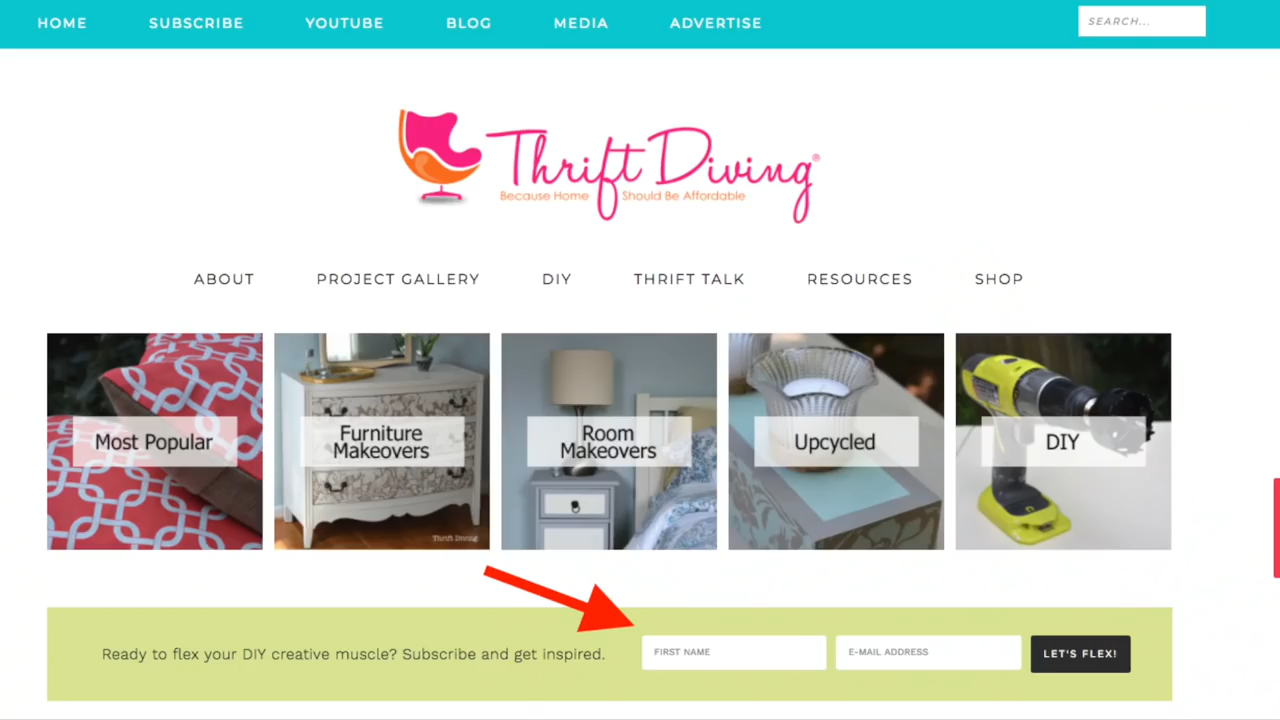 HOME SUBSCRIBE YOUTUBE BLOG MEDIA ADVERTISE SEARCH...
Thrift Diving®
Because Home Should Be Affordable
ABOUT PROJECT GALLERY DIY THRIFT TALK RESOURCES SHOP
Most Popular
Furniture
Makeovers
Thrift Diving
Room
Makeovers
Upcycled
DIY
Ready to flex your DIY creative muscle? Subscribe and get inspired. FIRST NAME E-MAIL ADDRESS LET'S FLEX!